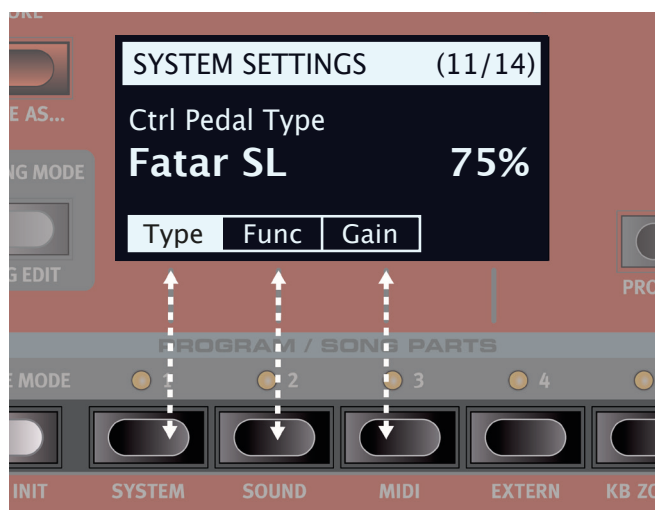 SYSTEM SETTINGS (11/14)
E AS...
Ctrl Pedal Type
Fatar SL 75%
NG MODE
Type Func Gain
G EDIT
PRO
PROGRAM / SONG PARTS
E MODE 1 2 3 4
INIT SYSTEM SOUND MIDI EXTERN KB ZO